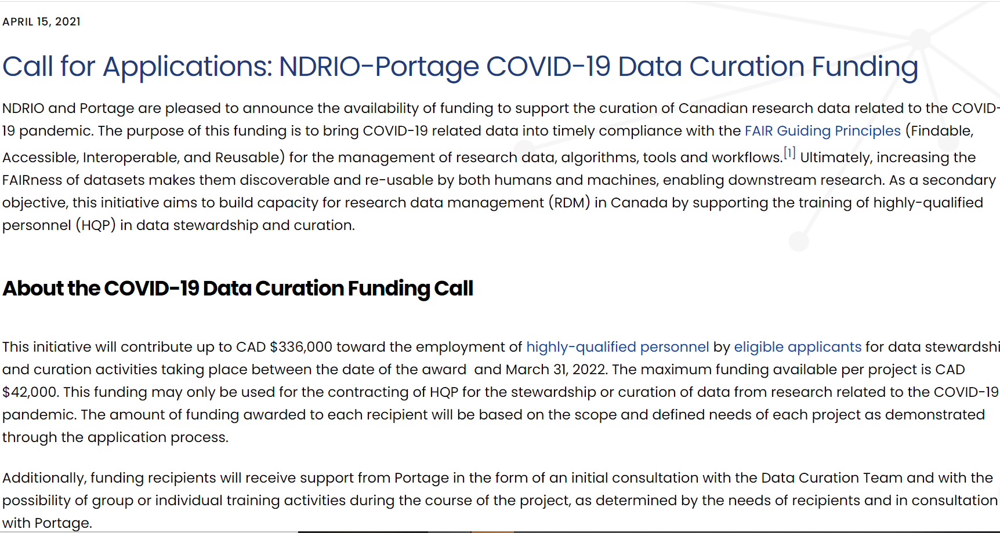 APRIL 15, 2021
Call for Applications: NDRIO-Portage COVID-19 Data Curation Funding
NDRIO and Portage are pleased to announce the availability of funding to support the curation of Canadian research data related to the COVID-
19 pandemic. The purpose of this funding is to bring COVID-19 related data into timely compliance with the FAIR Guiding Principles (Findable,
Accessible, Interoperable, and Reusable) for the management of research data, algorithms, tools and workflows.[1] Ultimately, increasing the
FAIRness of datasets makes them discoverable and re-usable by both humans and machines, enabling downstream research. As a secondary
objective, this initiative aims to build capacity for research data management (RDM) in Canada by supporting the training of highly-qualified
personnel (HQP) in data stewardship and curation.
About the COVID-19 Data Curation Funding Call
This initiative will contribute up to CAD $336,000 toward the employment of highly-qualified personnel by eligible applicants for data stewardshi
and curation activities taking place between the date of the award  and March 31, 2022. The maximum funding available per project is CAD
$42,000. This funding may only be used for the contracting of HQP for the stewardship or curation of data from research related to the COVID-19
pandemic. The amount of funding awarded to each recipient will be based on the scope and defined needs of each project as demonstrated
through the application process.
Additionally, funding recipients will receive support from Portage in the form of an initial consultation with the Data Curation Team and with the
possibility of group or individual training activities during the course of the project, as determined by the needs of recipients and in consultation
with Portage.